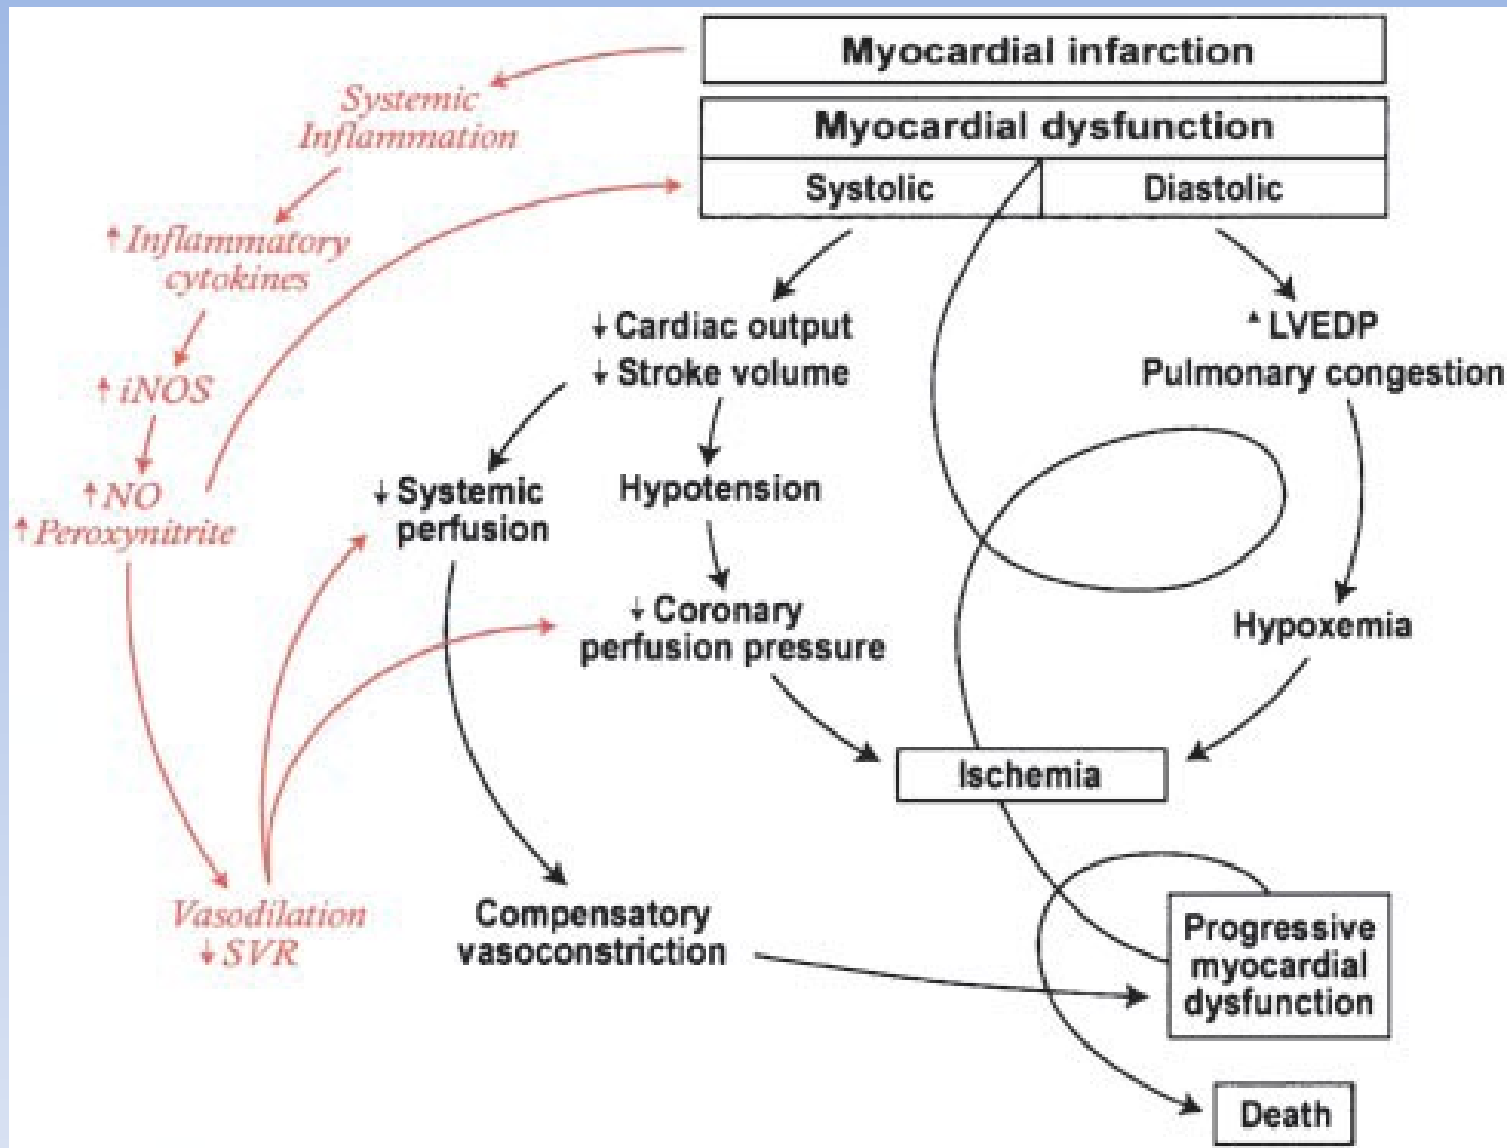 Myocardial infarction
Myocardial dysfunction
Systolic
Diastolic
Systemic
Inflammation
↑ Inflammatory
cytokines
↑ iNOS
↑ NO
↑ Peroxynitrite
Vasodilation
↓ SVR
↓ Cardiac output
↓ Stroke volume
↓ Systemic
perfusion
Hypotension
↓ Coronary
perfusion pressure
Compensatory
vasoconstriction
▲ LVEDP
Pulmonary congestion
Hypoxemia
Ischemia
Progressive
myocardial
dysfunction
Death